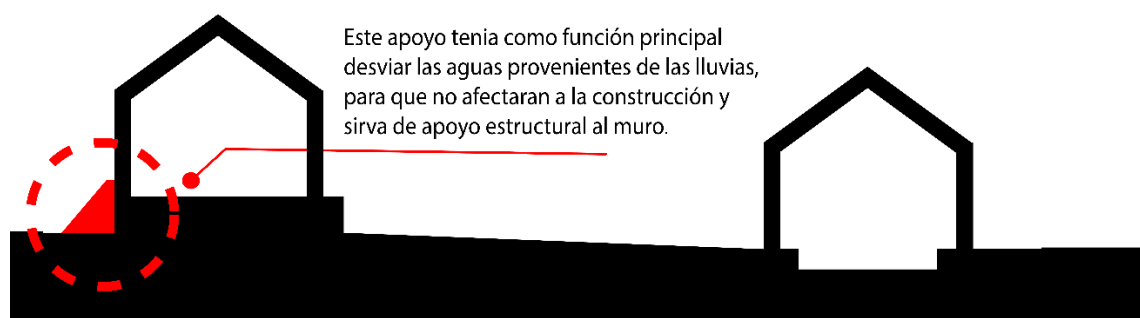 Este apoyo tenia como función principal
desviar las aguas provenientes de las lluvias,
para que no afectaran a la construcción y
sirva de apoyo estructural al muro.